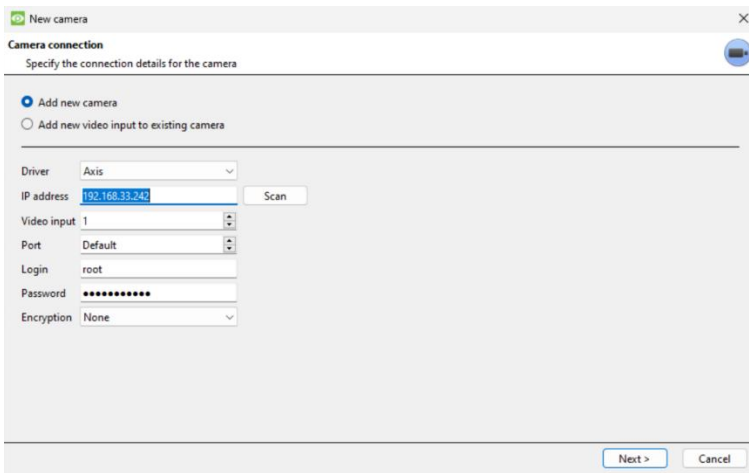 New camera
Camera connection
Specify the connection details for the camera
Add new camera
Add new video input to existing camera
Driver Axis
IP address 192.168.33.242 Scan
Video input 1
Port Default
Login root
Password •••••••••••
Encryption None
Next > Cancel